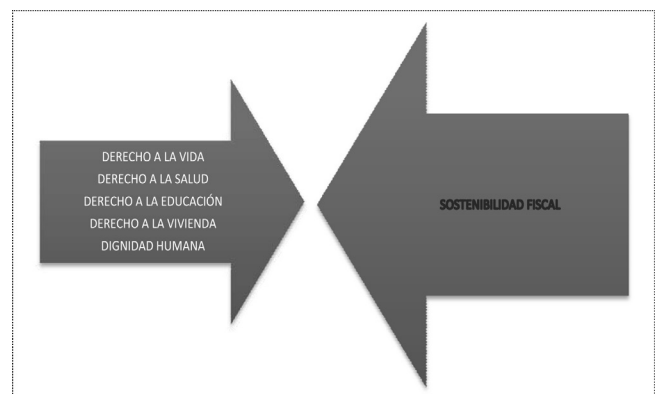 DERECHO A LA VIDA
DERECHO A LA SALUD
DERECHO A LA EDUCACIÓN
DERECHO A LA VIVIENDA
DIGNIDAD HUMANA
SOSTENIBILIDAD FISCAL